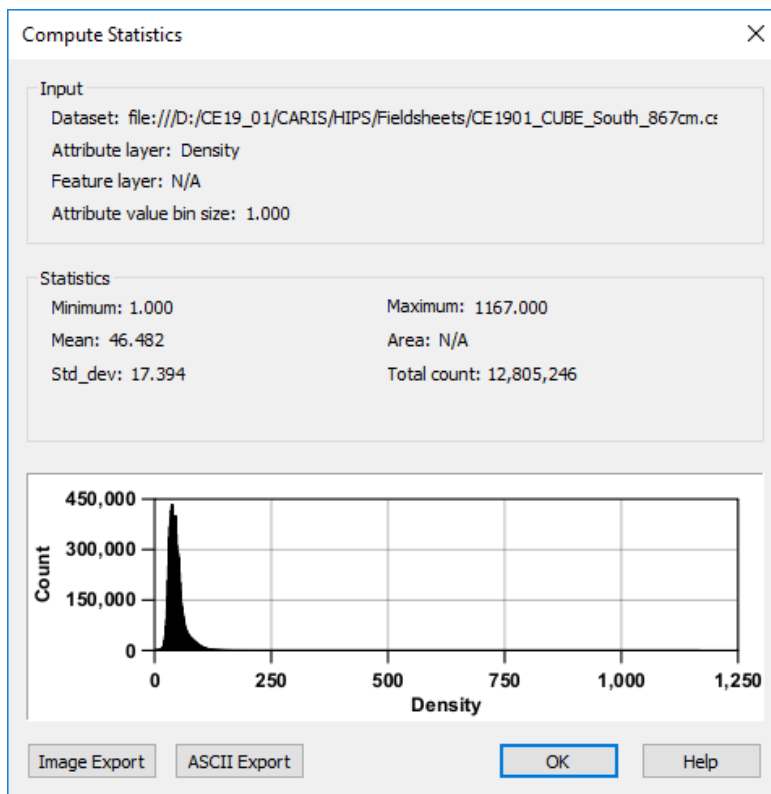 Compute Statistics
Input
Dataset: file:///D:/CE19_01/CARIS/HIPS/Fieldsheets/CE1901_CUBE_South_867cm.cs
Attribute layer: Density
Feature layer: N/A
Attribute value bin size: 1.000
Statistics
Minimum: 1.000 Maximum: 1167.000
Mean: 46.482 Area: N/A
Std_dev: 17.394 Total count: 12,805,246
450,000
300,000
150,000
0
Count
0 250 500 750 1,000 1,250
Density
Image Export ASCII Export OK Help